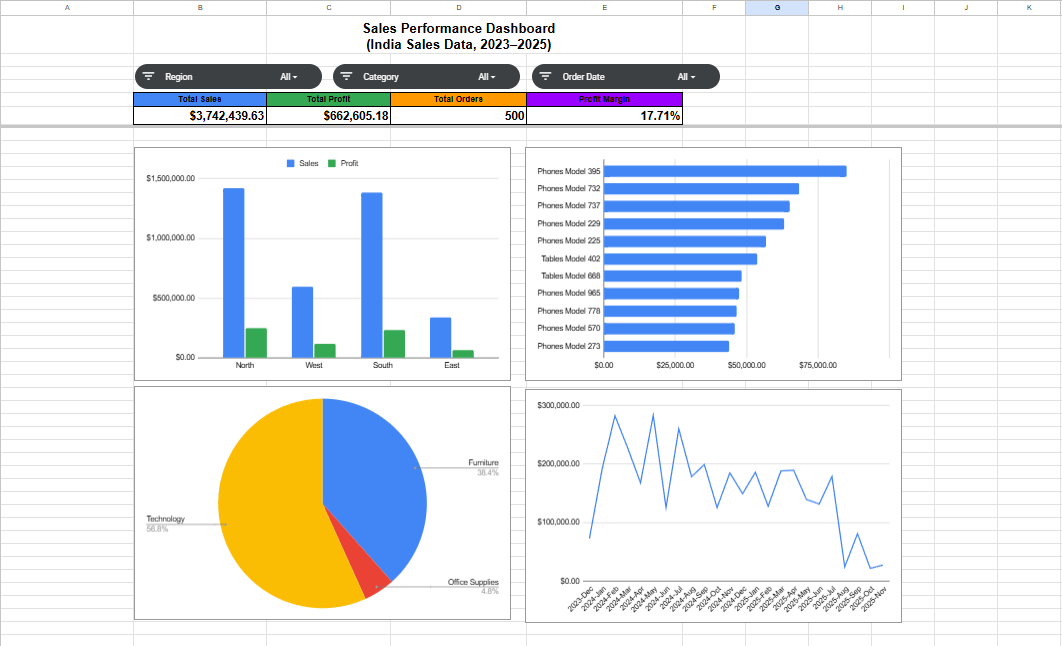 A B C D E F G H I J K
Sales Performance Dashboard
(India Sales Data, 2023–2025)
Region All Category All Order Date All
Total Sales Total Profit Total Orders Profit Margin
$3,742,439.63 $662,605.18 500 17.71%
Sales Profit
$1,500,000.00
$1,000,000.00
$500,000.00
$0.00
North West South East
Phones Model 395
Phones Model 732
Phones Model 737
Phones Model 229
Phones Model 225
Tables Model 402
Tables Model 668
Phones Model 965
Phones Model 778
Phones Model 570
Phones Model 273
$0.00 $25,000.00 $50,000.00 $75,000.00
Furniture
38.4%
Technology
56.8%
Office Supplies
4.8%
$300,000.00
$200,000.00
$100,000.00
$0.00
2023-Dec 2024-Jan 2024-Feb 2024-Mar 2024-Apr 2024-May 2024-Jun 2024-Jul 2024-Aug 2024-Sep 2024-Oct 2024-Nov 2024-Dec 2025-Jan 2025-Feb 2025-Mar 2025-Apr 2025-May 2025-Jun 2025-Jul 2025-Aug 2025-Sep 2025-Oct 2025-Nov